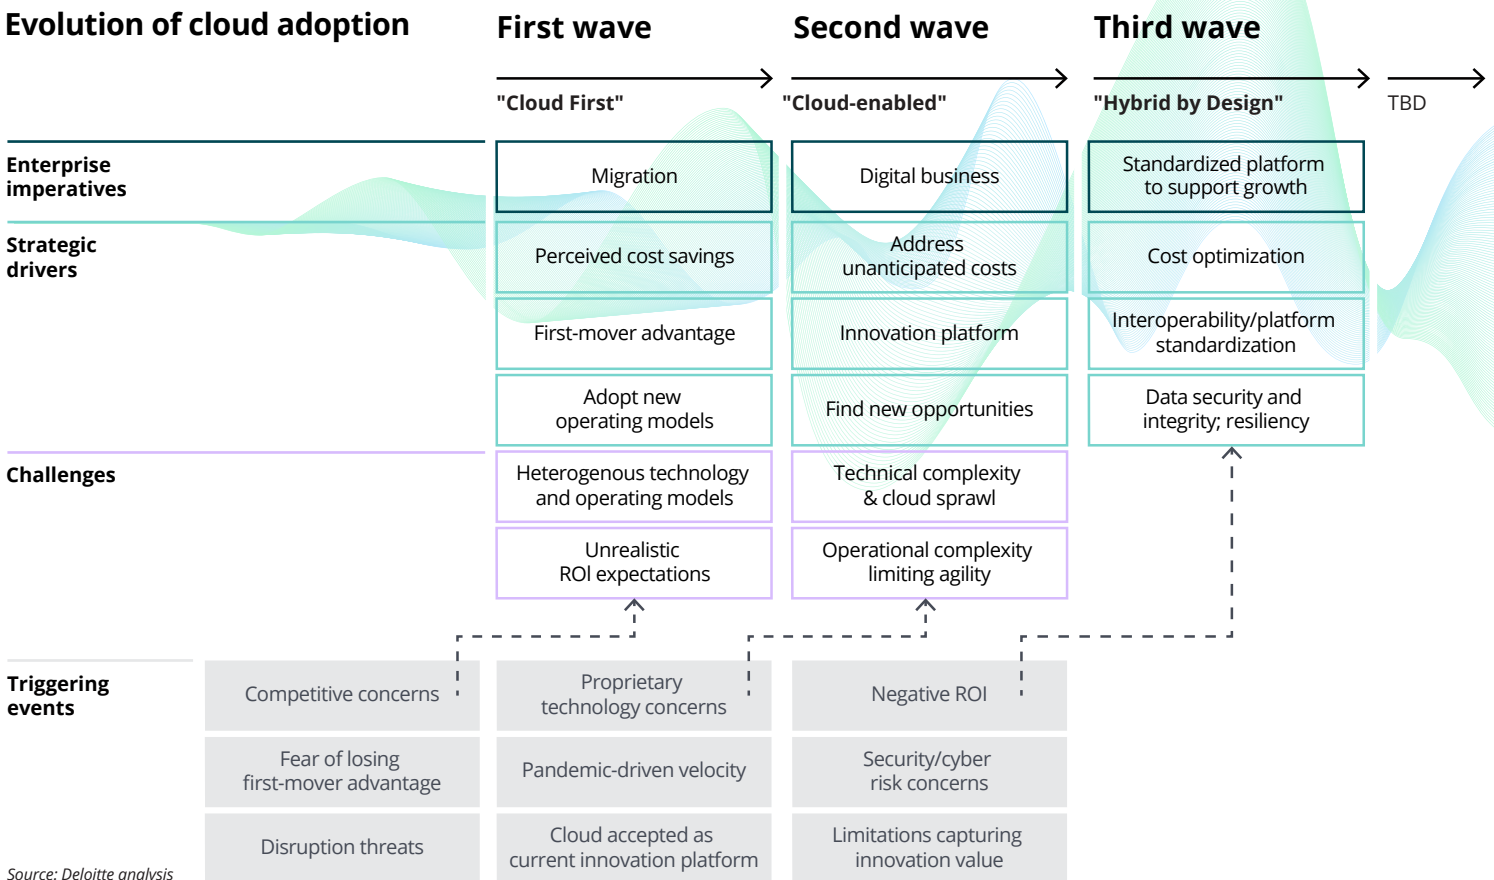 Evolution of cloud adoption
First wave
Second wave
Third wave
"Cloud First"
"Cloud-enabled"
"Hybrid by Design"
TBD
Enterprise
imperatives
Migration
Digital business
Standardized platform
to support growth
Strategic
drivers
Perceived cost savings
Address
unanticipated costs
Cost optimization
First-mover advantage
Innovation platform
Interoperability/platform
standardization
Adopt new
operating models
Find new opportunities
Data security and
integrity; resiliency
Challenges
Heterogenous technology
and operating models
Technical complexity
& cloud sprawl
Unrealistic
ROI expectations
Operational complexity
limiting agility
Triggering
events
Competitive concerns
Proprietary
technology concerns
Negative ROI
Fear of losing
first-mover advantage
Pandemic-driven velocity
Security/cyber
risk concerns
Disruption threats
Cloud accepted as
current innovation platform
Limitations capturing
innovation value
Source: Deloitte analysis